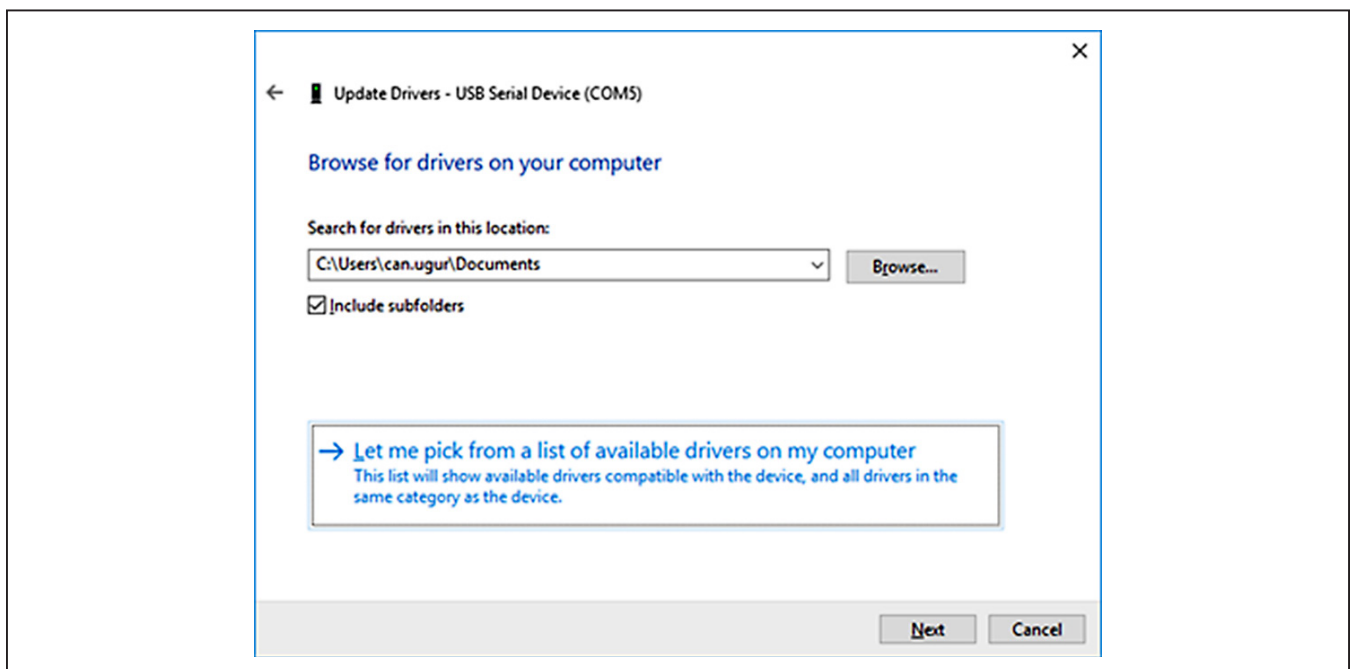 Update Drivers - USB Serial Device (COM5)
Browse for drivers on your computer
Search for drivers in this location:
C:\Users\can.ugur\Documents
Browse...
Include subfolders
Let me pick from a list of available drivers on my computer
This list will show available drivers compatible with the device, and all drivers in the
same category as the device.
Next
Cancel